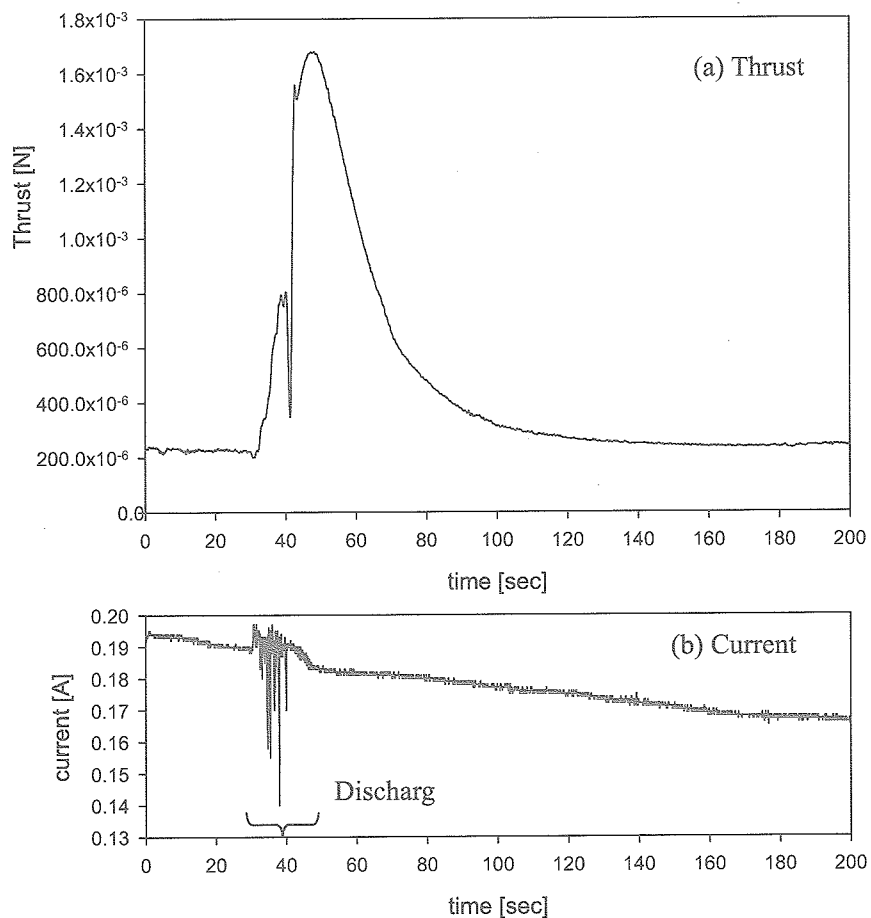 1.8x10-3
(a) Thrust
1.6x10-3
1.4x10-3
1.2x10-3
1.0x10-3
800.0x10-6
600.0x10-6
400.0x10-6
200.0x10-6
0.0
Thrust [N]
0 20 40 60 80 100 120 140 160 180 200
time [sec]
0.20
(b) Current
0.19
0.18
0.17
0.16
0.15
0.14
0.13
current [A]
Discharg
0 20 40 60 80 100 120 140 160 180 200
time [sec]